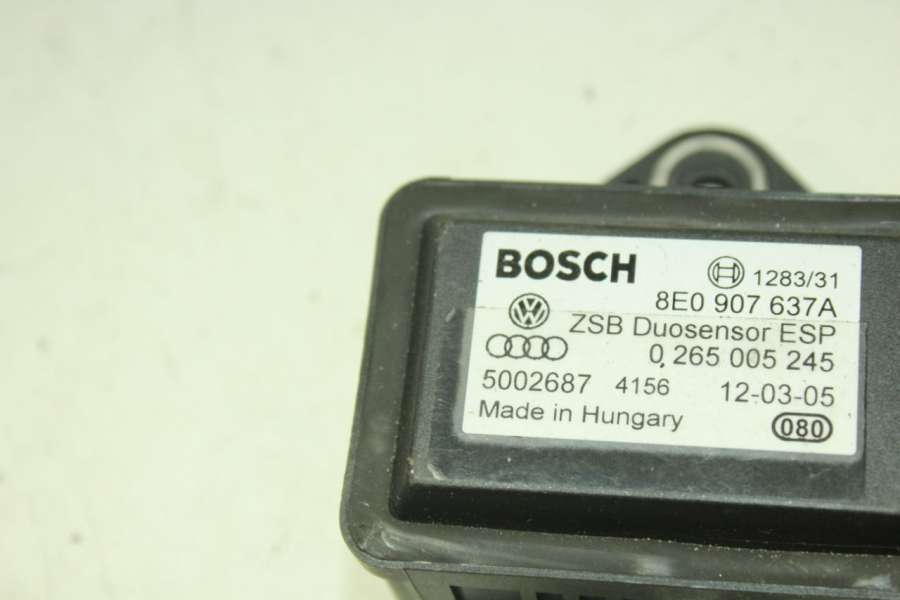 BOSCH 1283/31
8E0 907 637A
ZSB Duosensor ESP
0 265 005 245
5002687 4156 12-03-05
Made in Hungary 080